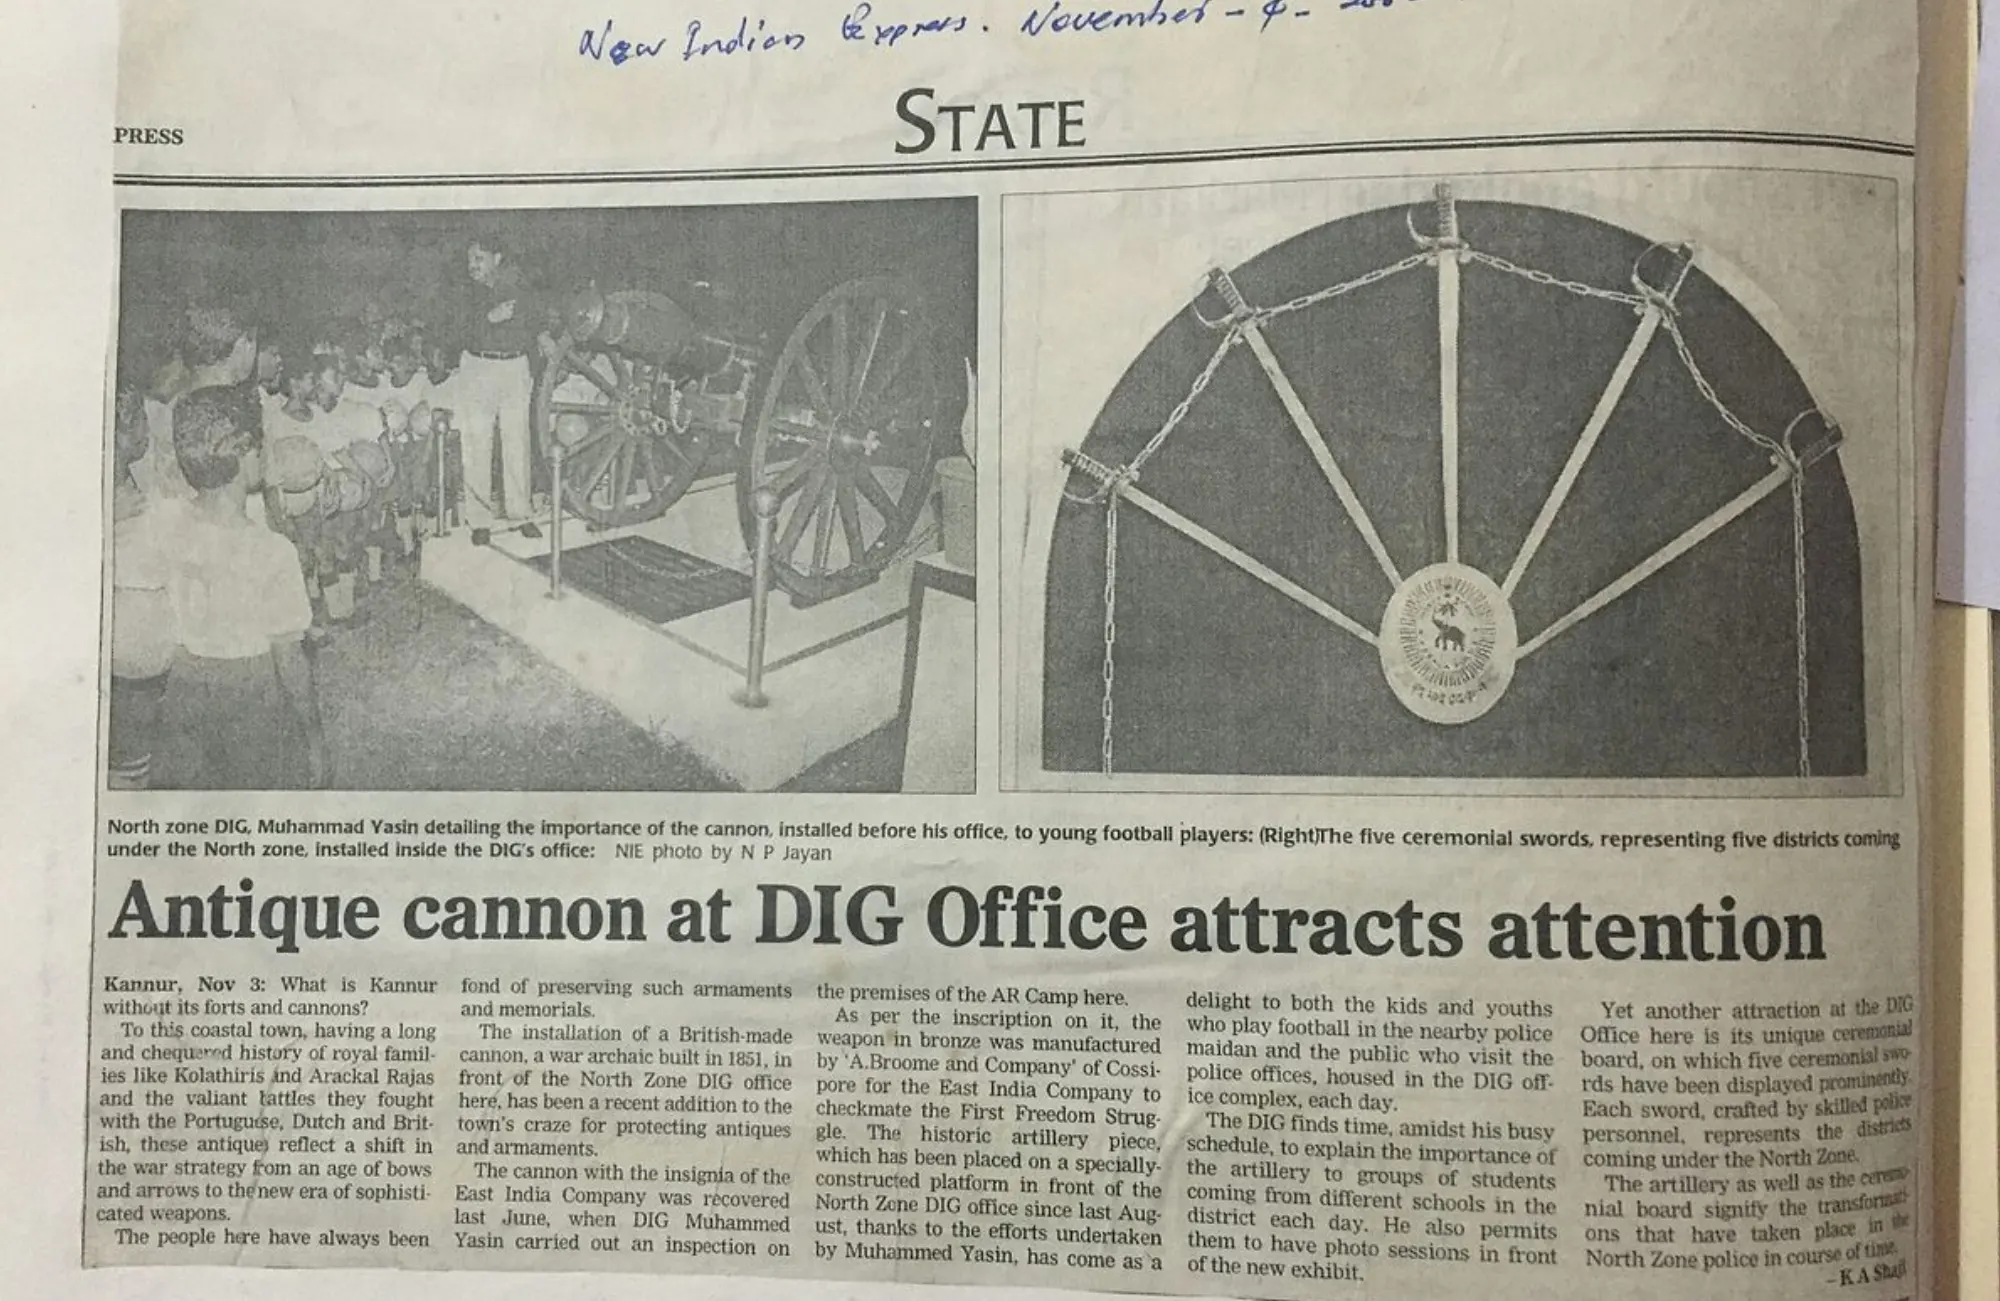 New Indian Express. November - 4 -
PRESS
STATE
North zone DIG, Muhammad Yasin detailing the importance of the cannon, installed before his office, to young football players: (Right)The five ceremonial swords, representing five districts coming
under the North zone, installed inside the DIG's office: NIE photo by N P Jayan
Antique cannon at DIG Office attracts attention
Kannur, Nov 3: What is Kannur
without its forts and cannons?
To this coastal town, having a long
and chequered history of royal famil-
ies like Kolathiris and Arackal Rajas
and the valiant battles they fought
with the Portuguese, Dutch and Brit-
ish, these antiques reflect a shift in
the war strategy from an age of bows
and arrows to the new era of sophisti-
cated weapons.
The people here have always been
fond of preserving such armaments
and memorials.
The installation of a British-made
cannon, a war archaic built in 1851, in
front of the North Zone DIG office
here, has been a recent addition to the
town's craze for protecting antiques
and armaments.
The cannon with the insignia of the
East India Company was recovered
last June, when DIG Muhammed
Yasin carried out an inspection on
the premises of the AR Camp here.
As per the inscription on it, the
weapon in bronze was manufactured
by 'A.Broome and Company' of Cossi-
pore for the East India Company to
checkmate the First Freedom Strug-
gle. The historic artillery piece,
which has been placed on a specially-
constructed platform in front of the
North Zone DIG office since last Aug-
ust, thanks to the efforts undertaken
by Muhammed Yasin, has come as a
delight to both the kids and youths
who play football in the nearby police
maidan and the public who visit the
police offices, housed in the DIG off-
ice complex, each day.
The DIG finds time, amidst his busy
schedule, to explain the importance of
the artillery to groups of students
coming from different schools in the
district each day. He also permits
them to have photo sessions in front
of the new exhibit.
Yet another attraction at the DIG
Office here is its unique ceremonial
board, on which five ceremonial swo-
rds have been displayed prominently.
Each sword, crafted by skilled police
personnel, represents the districts
coming under the North Zone.
The artillery as well as the ceremo-
nial board signify the transformati-
ons that have taken place in the
North Zone police in course of time.
– K A Shaji